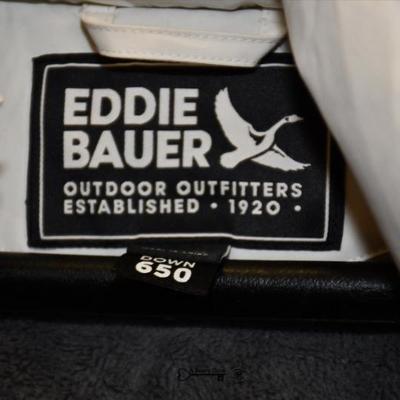 EDDIE
BAUER
OUTDOOR OUTFITTERS
ESTABLISHED • 1920 •
DOWN
650